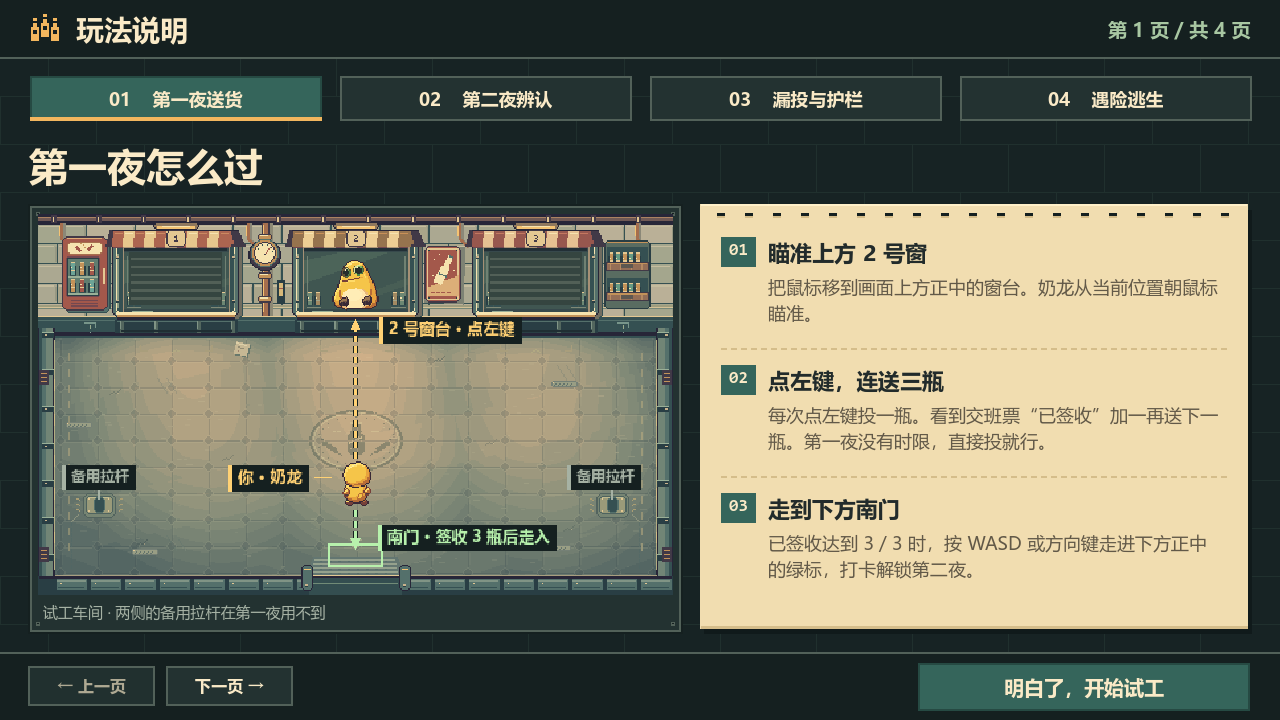 玩法说明
第 1 页 / 共 4 页
01 第一夜送货
02 第二夜辨认
03 漏投与护栏
04 遇险逃生
第一夜怎么过
1
2
3
2 号窗台 · 点左键
备用拉杆
你 · 奶龙
备用拉杆
南门 · 签收 3 瓶后走入
试工车间 · 两侧的备用拉杆在第一夜用不到
01
瞄准上方 2 号窗
把鼠标移到画面上方正中的窗台。奶龙从当前位置朝鼠标
瞄准。
02
点左键，连送三瓶
每次点左键投一瓶。看到交班票“已签收”加一再送下一
瓶。第一夜没有时限，直接投就行。
03
走到下方南门
已签收达到 3 / 3 时，按 WASD 或方向键走进下方正中
的绿标，打卡解锁第二夜。
← 上一页
下一页 →
明白了，开始试工